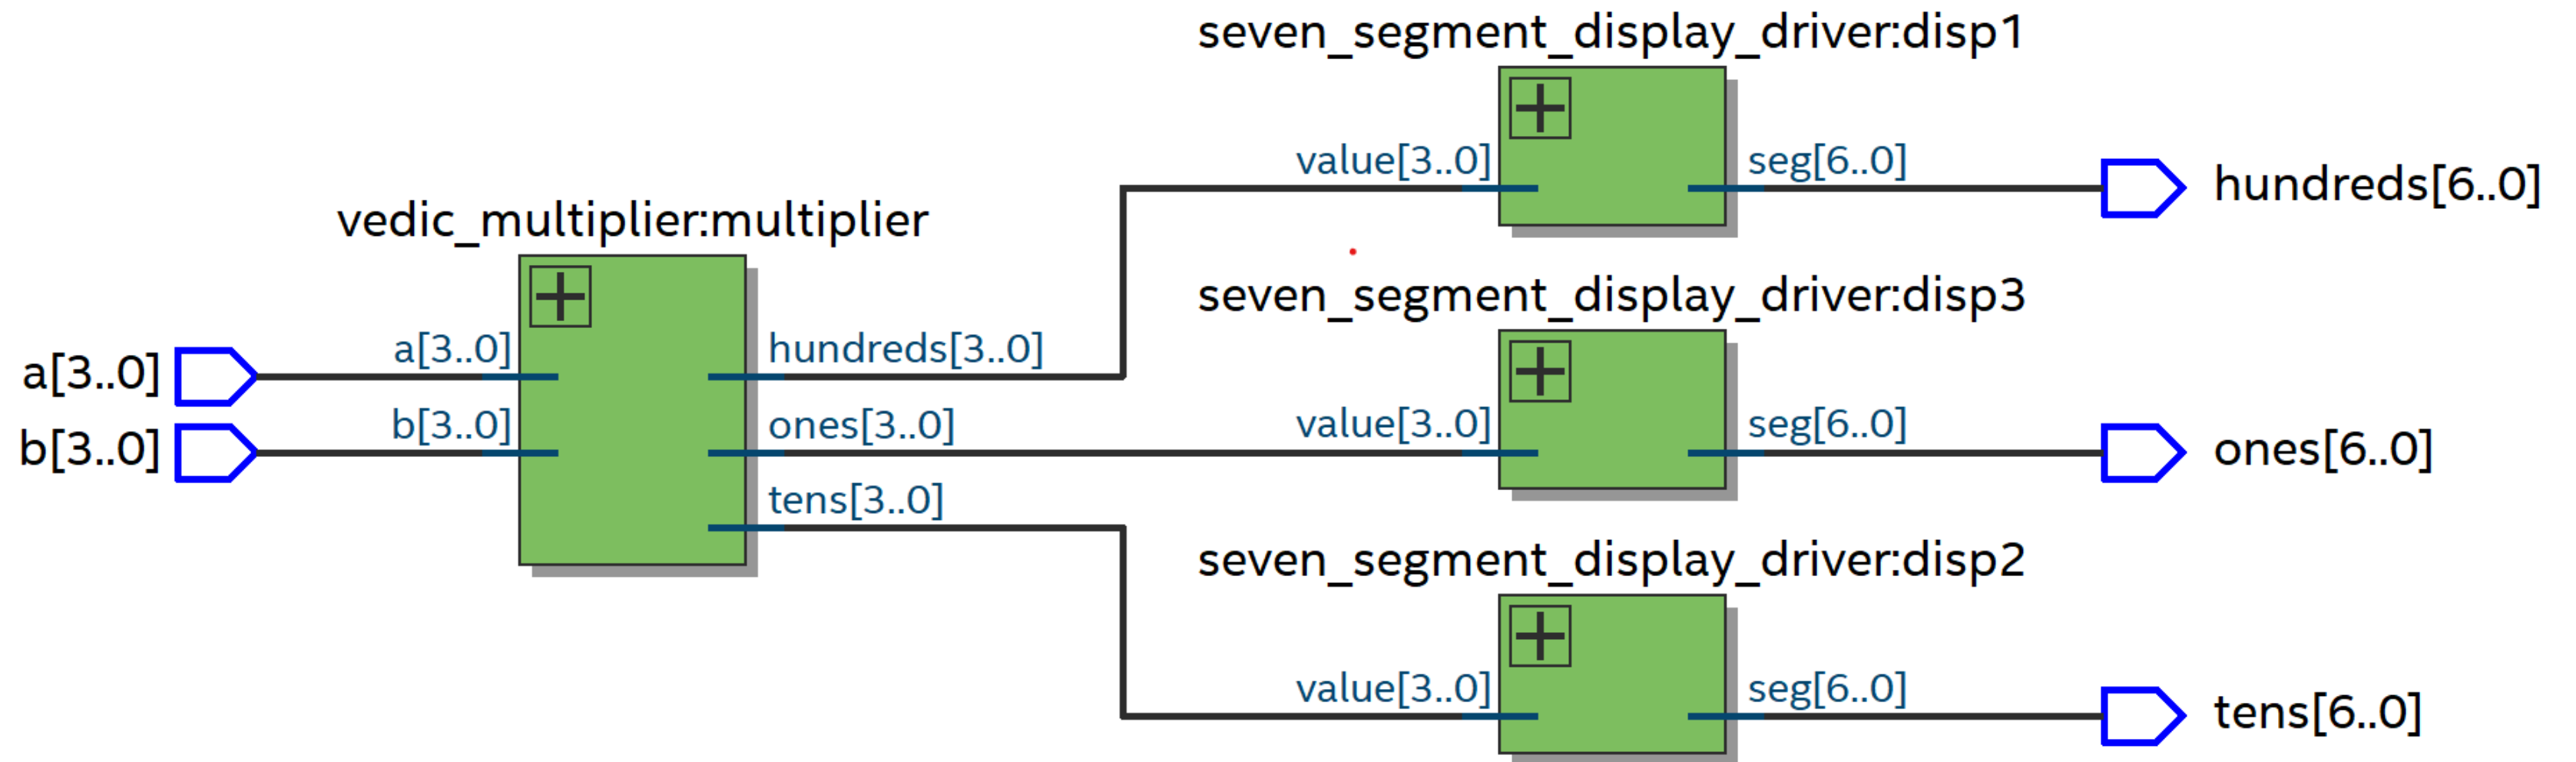 seven_segment_display_driver:disp1
value[3..0]
seg[6..0]
hundreds[6..0]
vedic_multiplier:multiplier
seven_segment_display_driver:disp3
a[3..0]
a[3..0]
hundreds[3..0]
b[3..0]
b[3..0]
ones[3..0]
value[3..0]
seg[6..0]
ones[6..0]
tens[3..0]
seven_segment_display_driver:disp2
value[3..0]
seg[6..0]
tens[6..0]